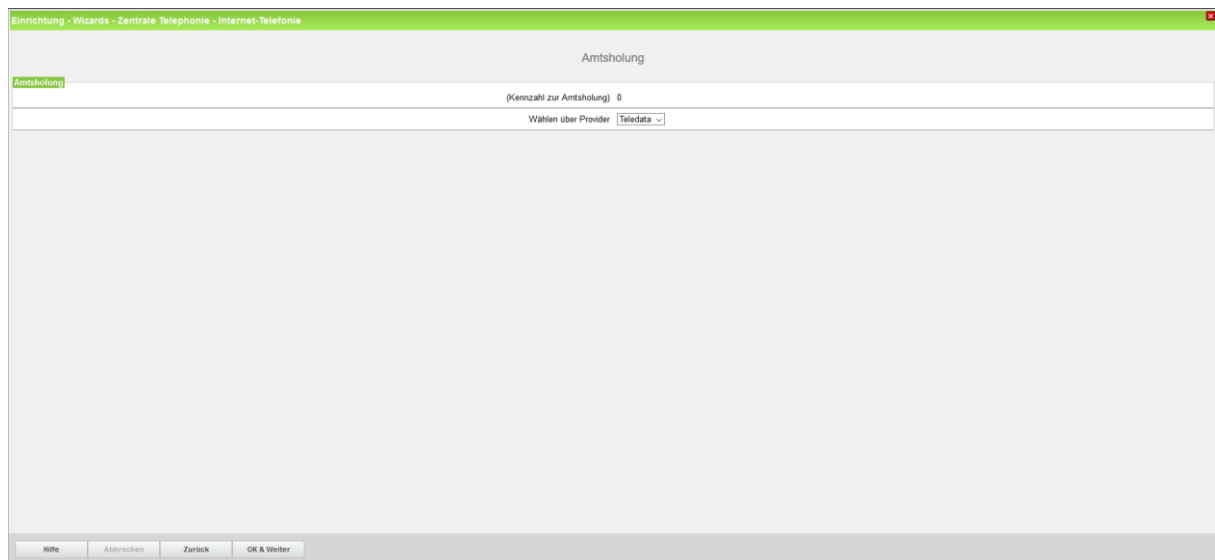 Einrichtung - Wizards - Zentrale Telephonie - Internet-Telefonie
Amtsholung
Amtsholung
(Kennzahl zur Amtsholung) 0
Wählen über Provider Teledata
Hilfe Abbrechen Zurück OK & Weiter